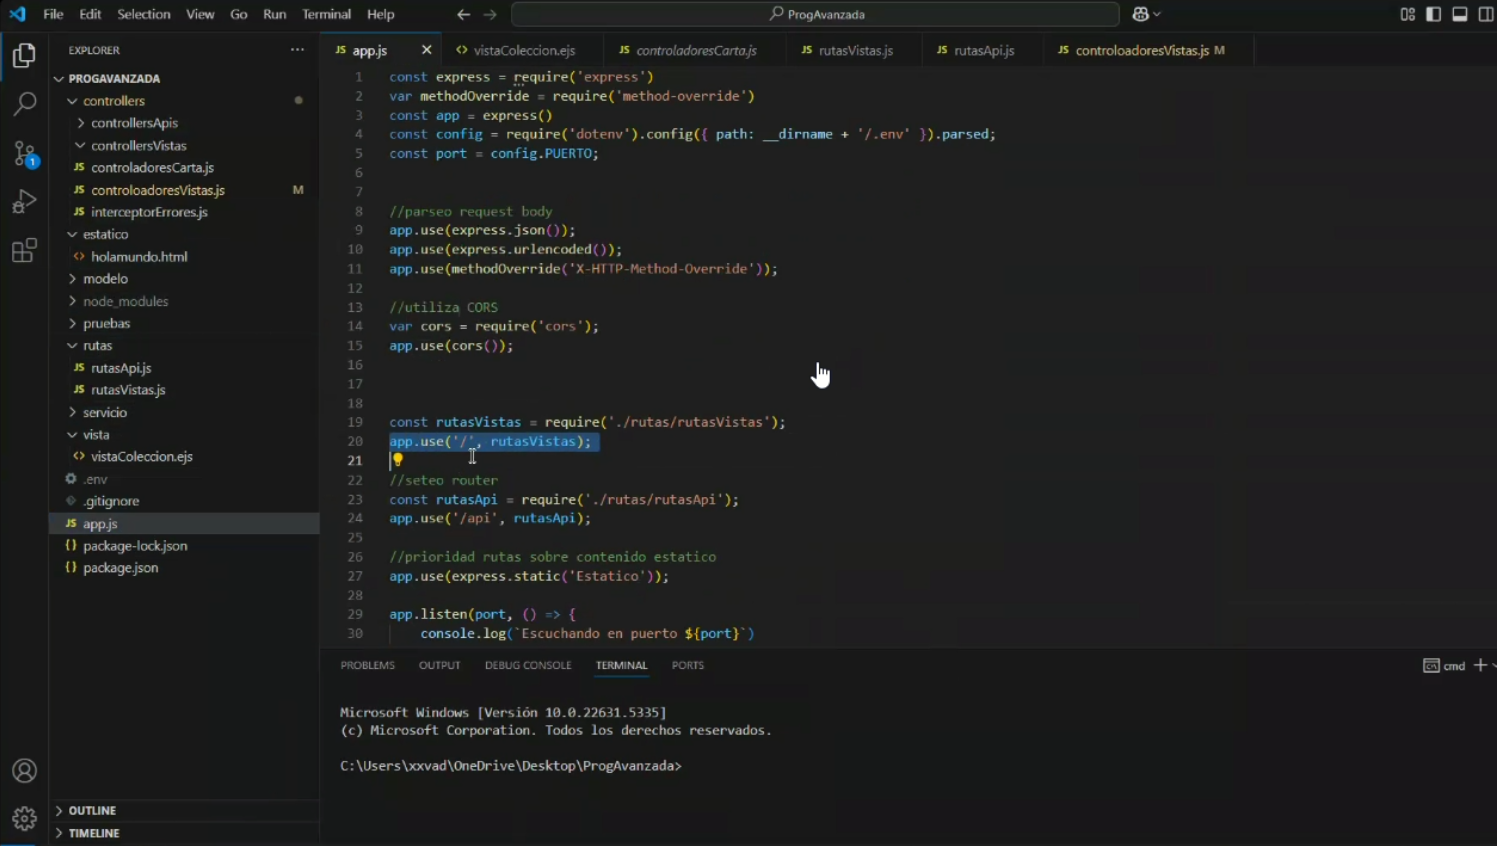 File Edit Selection View Go Run Terminal Help
ProgAvanzada
EXPLORER
PROGAVANZADA
controllers
controllersApis
controllersVistas
JS controladoresCarta.js
JS controloadoresVistas.js M
JS interceptorErrores.js
estatico
<> holamundo.html
modelo
node_modules
pruebas
rutas
JS rutasApi.js
JS rutasVistas.js
servicio
vista
<> vistaColeccion.ejs
.env
.gitignore
JS app.js
{} package-lock.json
{} package.json
OUTLINE
TIMELINE
1
JS app.js
<> vistaColeccion.ejs
JS controladoresCarta.js
JS rutasVistas.js
JS rutasApi.js
JS controloadoresVistas.js M
1 const express = require('express')
2 var methodOverride = require('method-override')
3 const app = express()
4 const config = require('dotenv').config({ path: __dirname + '/.env' }).parsed;
5 const port = config.PUERTO;
6
7
8 //parseo request body
9 app.use(express.json());
10 app.use(express.urlencoded());
11 app.use(methodOverride('X-HTTP-Method-Override'));
12
13 //utiliza CORS
14 var cors = require('cors');
15 app.use(cors());
16
17
18
19 const rutasVistas = require('./rutas/rutasVistas');
20 app.use('/', rutasVistas);
21
22 //seteo router
23 const rutasApi = require('./rutas/rutasApi');
24 app.use('/api', rutasApi);
25
26 //prioridad rutas sobre contenido estatico
27 app.use(express.static('Estatico'));
28
29 app.listen(port, () => {
30 console.log(`Escuchando en puerto ${port}`)
PROBLEMS OUTPUT DEBUG CONSOLE TERMINAL PORTS
cmd
Microsoft Windows [Versión 10.0.22631.5335]
(c) Microsoft Corporation. Todos los derechos reservados.
C:\Users\xxvad\OneDrive\Desktop\ProgAvanzada>